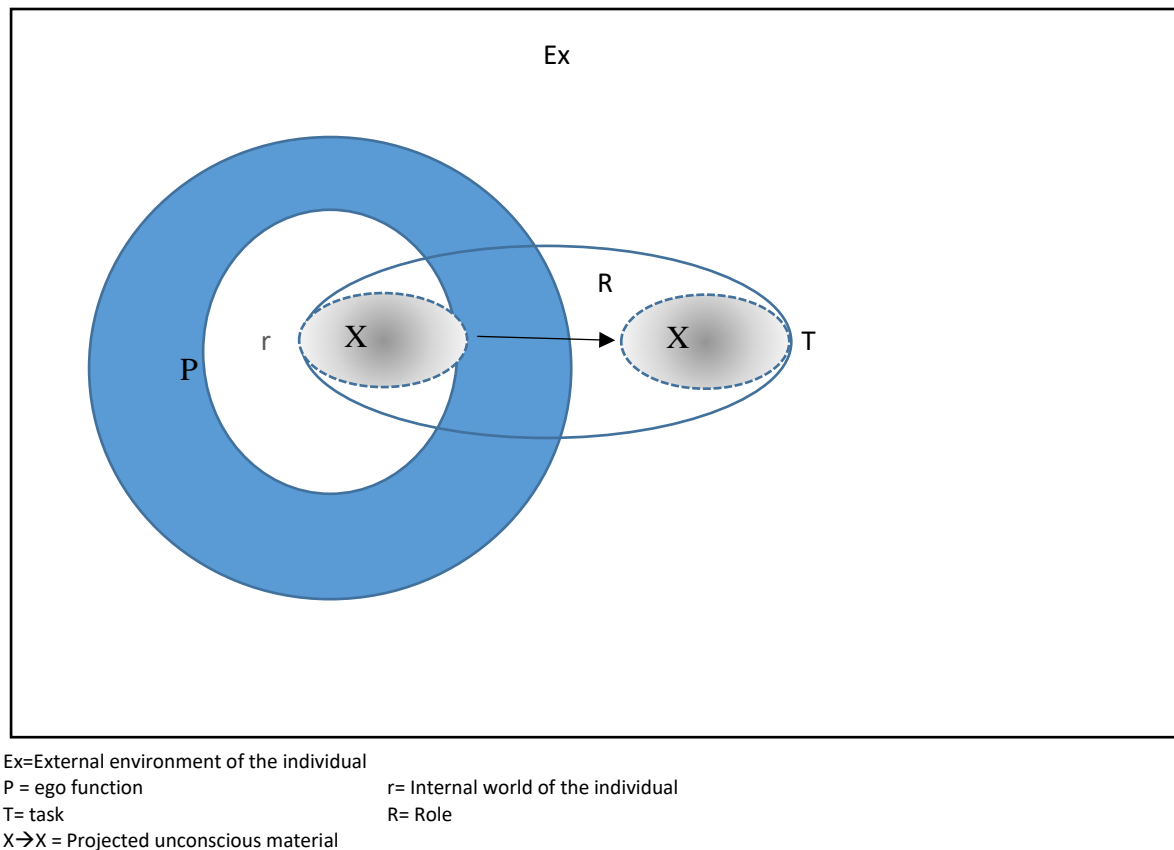 Ex
R
X
X
T
r
P
Ex=External environment of the individual
P = ego function r= Internal world of the individual
T= task R= Role
X→X = Projected unconscious material